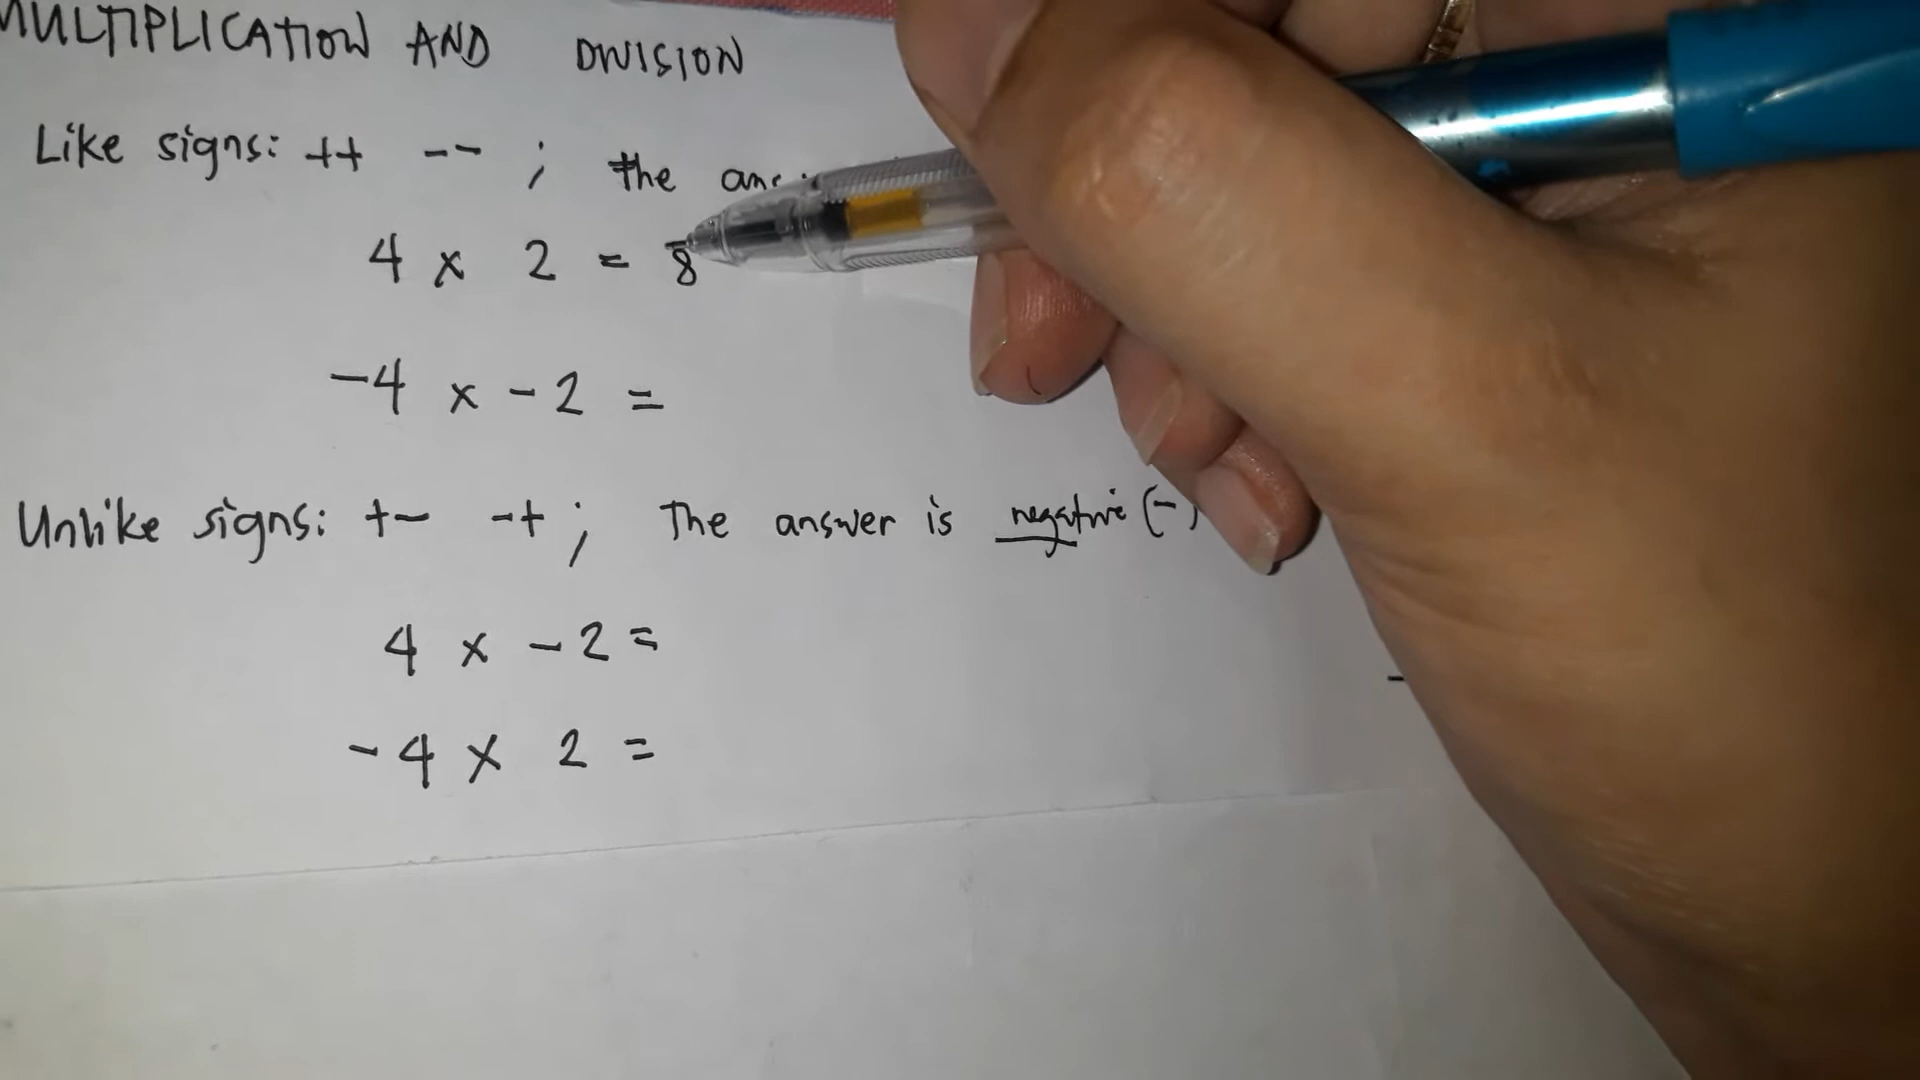 MULTIPLICATION AND DIVISION
Like signs: ++ -- ; the
4 x 2 = 8
-4 x -2 =
Unlike signs: +- -+ ; The answer is negative (-)
4 x -2 =
-4 x 2 =